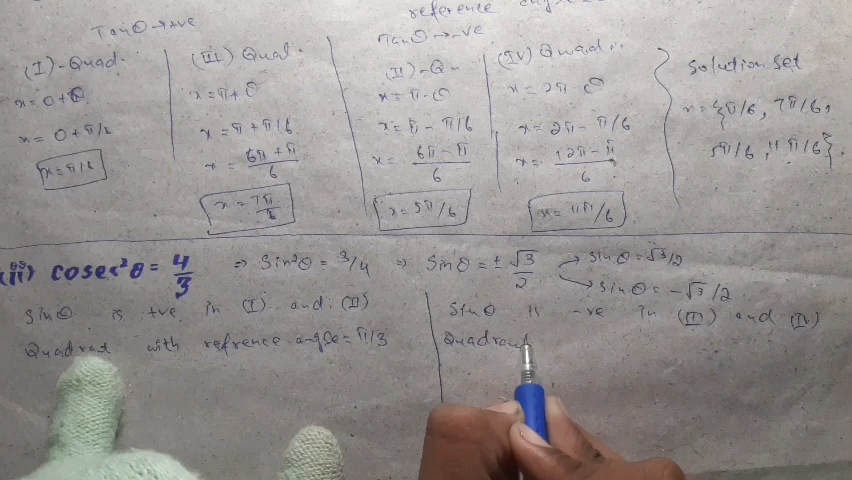 reference
Tanθ→+ve
Tanθ→-ve
(I)-Quad.
x=0+θ
x=0+π/6
x=π/6
(III) Quad.
x=π+θ
x=π+π/6
x=6π+π/6
x=7π/6
(II)-Q-
x=π-θ
x=π-π/6
x=6π-π/6
x=5π/6
(IV) Quad:
x=2π-θ
x=2π-π/6
x=12π-π/6
x=11π/6
Solution set
x={π/6, 7π/6,
5π/6, 11π/6}.
(iii) cosec²θ=4/3 ⇒ Sin²θ=3/4 ⇒ Sinθ=±√3/2 → Sinθ=√3/2
→ Sinθ=-√3/2
Sinθ is +ve in (I) and (II)
Quadrat with refrence angle=π/3
Sinθ is -ve in (III) and (IV)
Quadrant